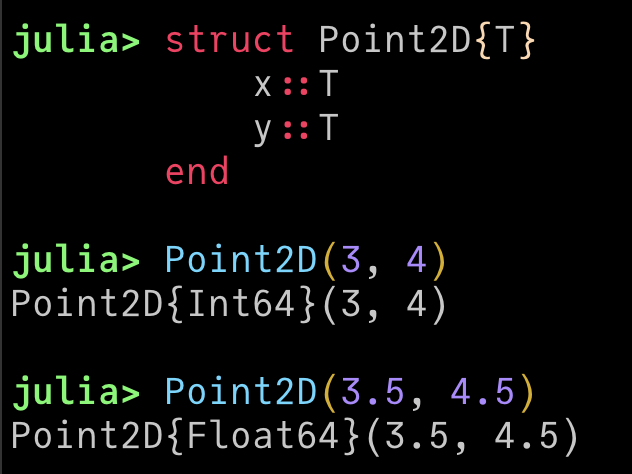 julia> struct Point2D{T}
           x::T
           y::T
       end
julia> Point2D(3, 4)
Point2D{Int64}(3, 4)
julia> Point2D(3.5, 4.5)
Point2D{Float64}(3.5, 4.5)